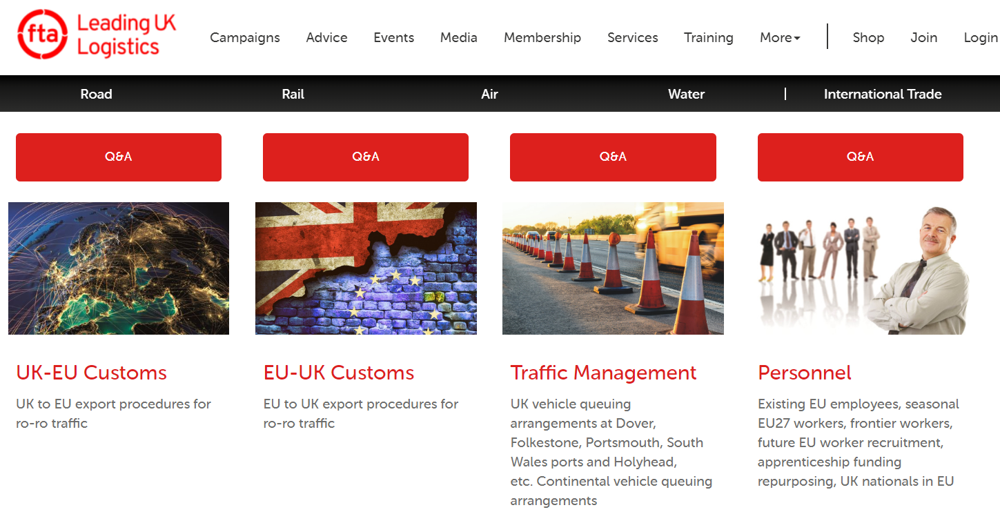 fta
Leading UK
Logistics
Campaigns
Advice
Events
Media
Membership
Services
Training
More
Shop
Join
Login
Road
Rail
Air
Water
International Trade
Q&A
Q&A
Q&A
Q&A
UK-EU Customs
UK to EU export procedures for
ro-ro traffic
EU-UK Customs
EU to UK export procedures for
ro-ro traffic
Traffic Management
UK vehicle queuing
arrangements at Dover,
Folkestone, Portsmouth, South
Wales ports and Holyhead,
etc. Continental vehicle queuing
arrangements
Personnel
Existing EU employees, seasonal
EU27 workers, frontier workers,
future EU worker recruitment,
apprenticeship funding
repurposing, UK nationals in EU